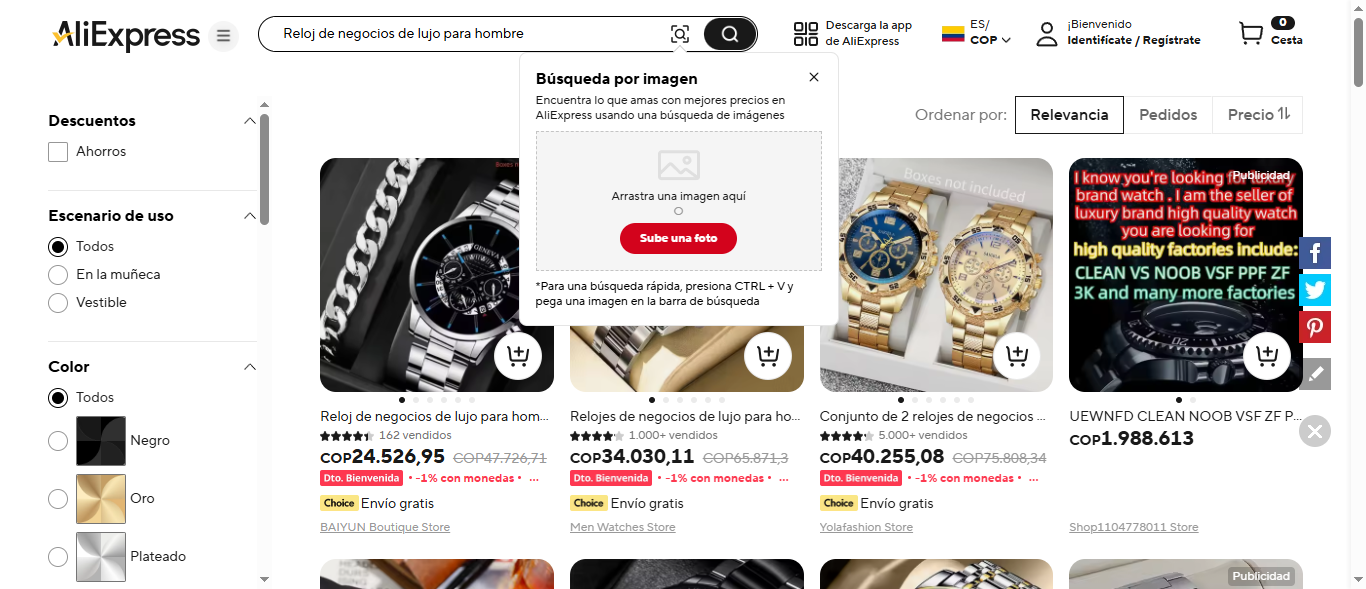 AliExpress
Reloj de negocios de lujo para hombre
Descarga la app
de AliExpress
ES/
COP
¡Bienvenido
Identifícate / Regístrate
0
Cesta
Búsqueda por imagen
Encuentra lo que amas con mejores precios en
AliExpress usando una búsqueda de imágenes
Arrastra una imagen aquí
O
Sube una foto
*Para una búsqueda rápida, presiona CTRL + V y
pega una imagen en la barra de búsqueda
Descuentos
Ahorros
Escenario de uso
Todos
En la muñeca
Vestible
Color
Todos
Negro
Oro
Plateado
Ordenar por:
Relevancia
Pedidos
Precio
GENEVA
Boxes not included
Publicidad
I know you're looking for luxury
brand watch . I am the seller of
luxury brand high quality watch
you are looking for
high quality factories include:
CLEAN VS NOOB VSF PPF ZF
3K and many more factories
Reloj de negocios de lujo para hom...
162 vendidos
COP24.526,95 COP47.726,71
Dto. Bienvenida • -1% con monedas • ...
Choice Envío gratis
BAIYUN Boutique Store
Relojes de negocios de lujo para ho...
1.000+ vendidos
COP34.030,11 COP65.871,3
Dto. Bienvenida • -1% con monedas • ...
Choice Envío gratis
Men Watches Store
Conjunto de 2 relojes de negocios ...
5.000+ vendidos
COP40.255,08 COP75.808,34
Dto. Bienvenida • -1% con monedas • ...
Choice Envío gratis
Yolafashion Store
UEWNFD CLEAN NOOB VSF ZF P...
COP1.988.613
Shop1104778011 Store
Publicidad